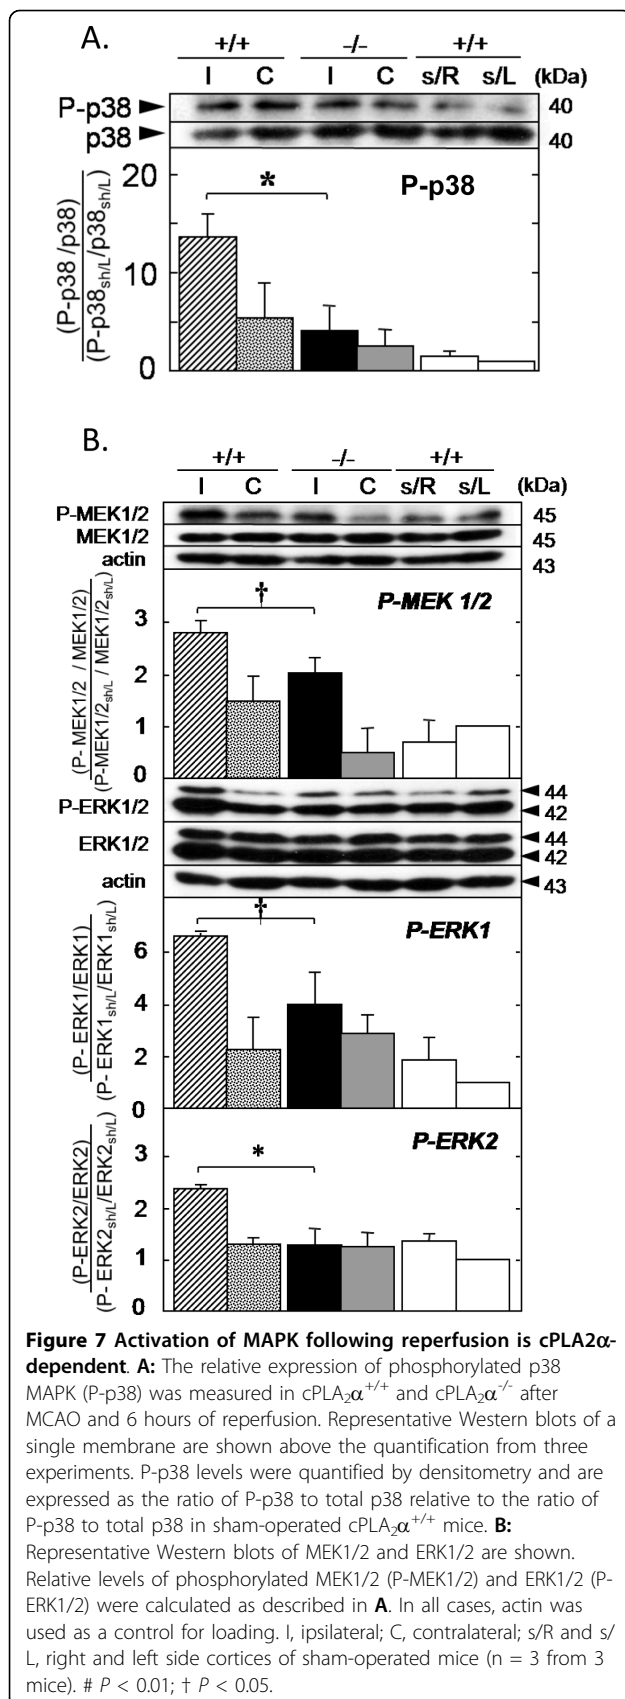 A.
+/+ -/- +/+
I C I C s/R s/L (kDa)
P-p38 40
p38 40
(P-p38 /p38)
(P-p38sh/L/p38sh/L)
20
10
0
*
P-p38
B.
+/+ -/- +/+
I C I C s/R s/L (kDa)
P-MEK1/2 45
MEK1/2 45
actin 43
(P- MEK1/2 / MEK1/2)
(P-MEK1/2sh/L / MEK1/2sh/L)
3
2
1
0
†
P-MEK 1/2
P-ERK1/2 44
42
ERK1/2 44
42
actin 43
(P- ERK1/ERK1)
(P- ERK1sh/L/ERK1sh/L)
6
4
2
0
†
P-ERK1
(P-ERK2/ERK2)
(P- ERK2sh/L/ERK2sh/L)
3
2
1
0
*
P-ERK2
Figure 7 Activation of MAPK following reperfusion is cPLA2α-
dependent. A: The relative expression of phosphorylated p38
MAPK (P-p38) was measured in cPLA₂α⁺/⁺ and cPLA₂α⁻/⁻ after
MCAO and 6 hours of reperfusion. Representative Western blots of a
single membrane are shown above the quantification from three
experiments. P-p38 levels were quantified by densitometry and are
expressed as the ratio of P-p38 to total p38 relative to the ratio of
P-p38 to total p38 in sham-operated cPLA₂α⁺/⁺ mice. B:
Representative Western blots of MEK1/2 and ERK1/2 are shown.
Relative levels of phosphorylated MEK1/2 (P-MEK1/2) and ERK1/2 (P-
ERK1/2) were calculated as described in A. In all cases, actin was
used as a control for loading. I, ipsilateral; C, contralateral; s/R and s/
L, right and left side cortices of sham-operated mice (n = 3 from 3
mice). # P < 0.01; † P < 0.05.